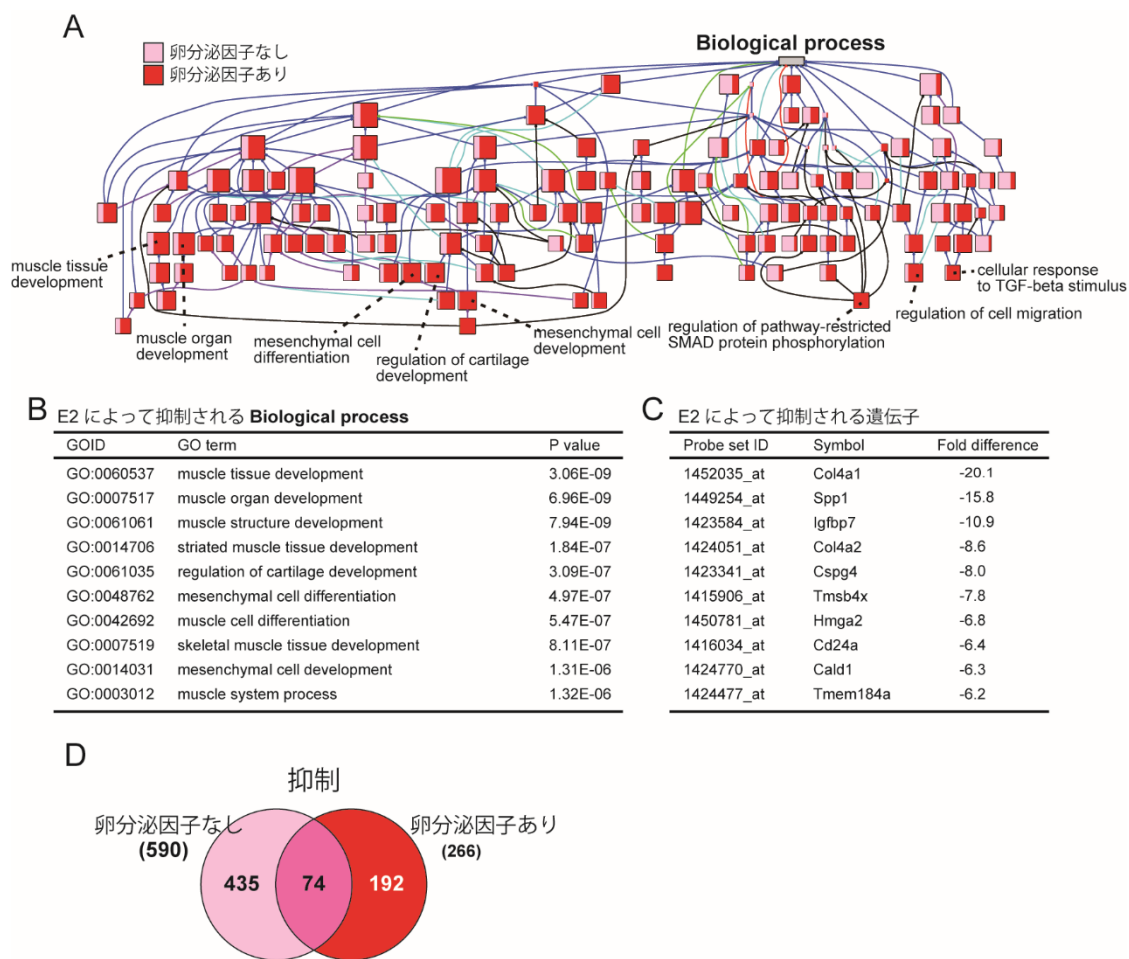 A
卵分泌因子なし
卵分泌因子あり
Biological process
muscle tissue
development
muscle organ
development
mesenchymal cell
differentiation
regulation of cartilage
development
mesenchymal cell
development
regulation of pathway-restricted
SMAD protein phosphorylation
cellular response
to TGF-beta stimulus
regulation of cell migration
B E2 によって抑制される Biological process
GOID GO term P value
GO:0060537 muscle tissue development 3.06E-09
GO:0007517 muscle organ development 6.96E-09
GO:0061061 muscle structure development 7.94E-09
GO:0014706 striated muscle tissue development 1.84E-07
GO:0061035 regulation of cartilage development 3.09E-07
GO:0048762 mesenchymal cell differentiation 4.97E-07
GO:0042692 muscle cell differentiation 5.47E-07
GO:0007519 skeletal muscle tissue development 8.11E-07
GO:0014031 mesenchymal cell development 1.31E-06
GO:0003012 muscle system process 1.32E-06
C E2 によって抑制される遺伝子
Probe set ID Symbol Fold difference
1452035_at Col4a1 -20.1
1449254_at Spp1 -15.8
1423584_at Igfbp7 -10.9
1424051_at Col4a2 -8.6
1423341_at Cspg4 -8.0
1415906_at Tmsb4x -7.8
1450781_at Hmga2 -6.8
1416034_at Cd24a -6.4
1424770_at Cald1 -6.3
1424477_at Tmem184a -6.2
D
抑制
卵分泌因子なし
(590)
卵分泌因子あり
(266)
435 74 192